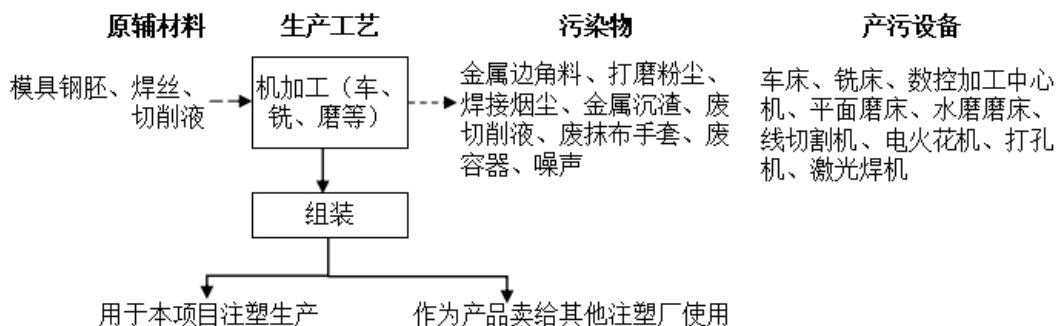 原辅材料
生产工艺
污染物
产污设备
模具钢胚、焊丝、
切削液
机加工（车、
铣、磨等）
金属边角料、打磨粉尘、
焊接烟尘、金属沉渣、废
切削液、废抹布手套、废
容器、噪声
车床、铣床、数控加工中心
机、平面磨床、水磨磨床、
线切割机、电火花机、打孔
机、激光焊机
组装
用于本项目注塑生产
作为产品卖给其他注塑厂使用